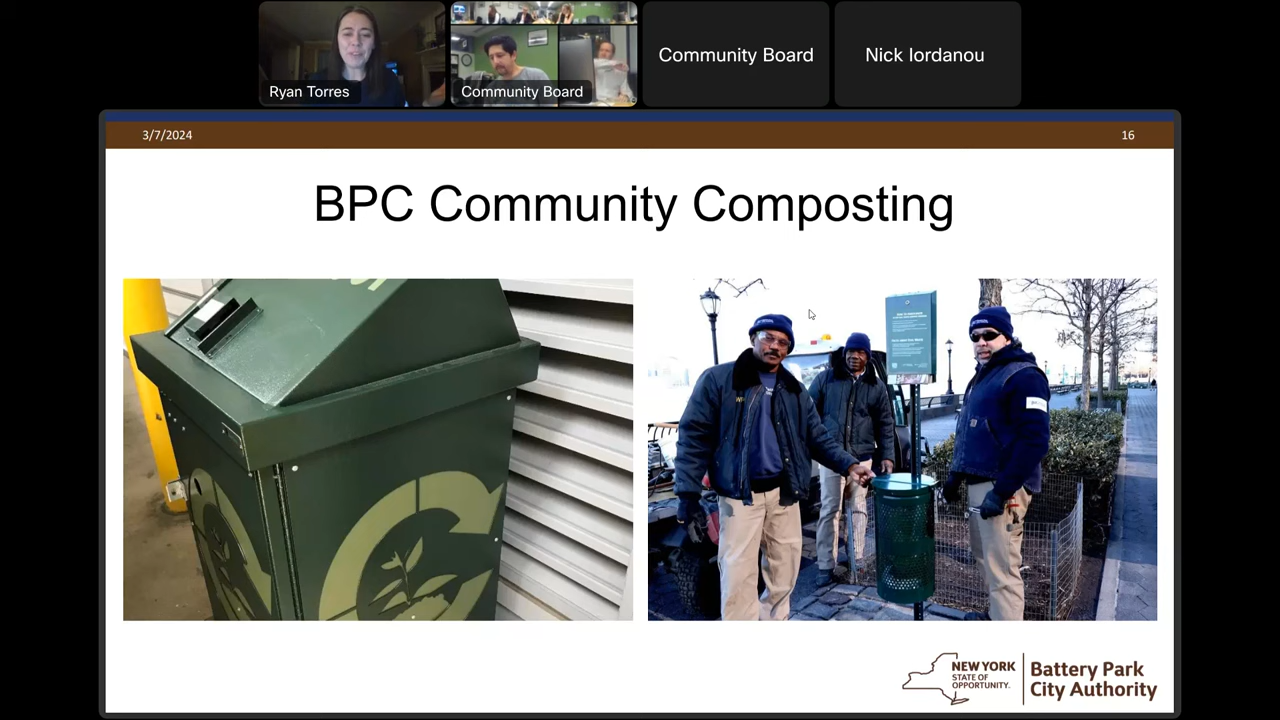 Ryan Torres
Community Board
Community Board
Nick Iordanou
3/7/2024
16
BPC Community Composting
NEW YORK
STATE OF
OPPORTUNITY.
Battery Park
City Authority